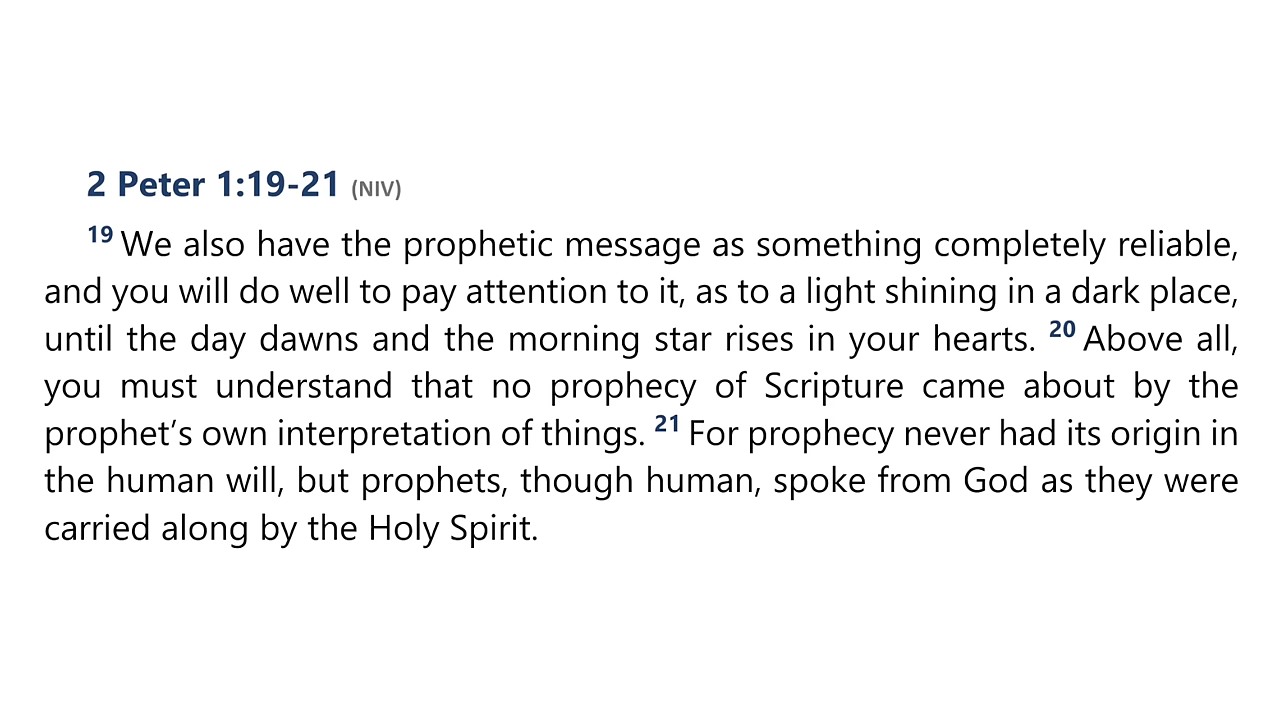 2 Peter 1:19-21 (NIV)
19 We also have the prophetic message as something completely reliable,
and you will do well to pay attention to it, as to a light shining in a dark place,
until the day dawns and the morning star rises in your hearts. 20 Above all,
you must understand that no prophecy of Scripture came about by the
prophet’s own interpretation of things. 21 For prophecy never had its origin in
the human will, but prophets, though human, spoke from God as they were
carried along by the Holy Spirit.